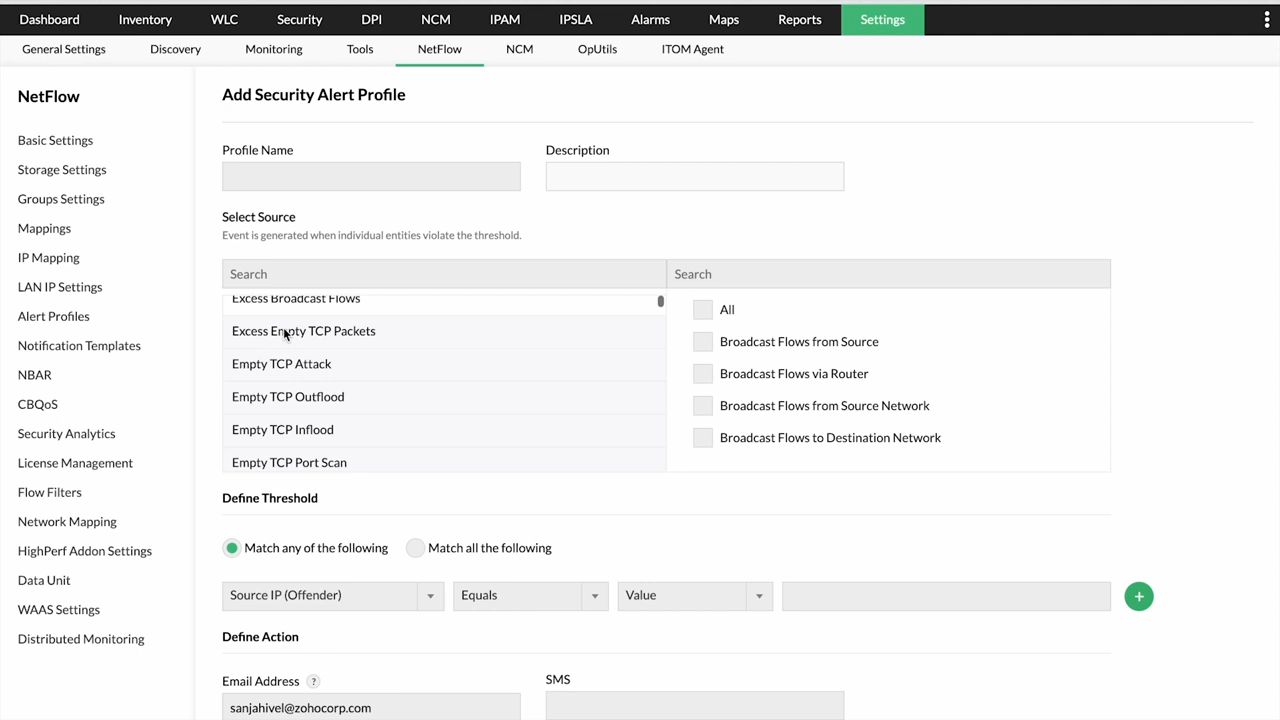 Dashboard Inventory WLC Security DPI NCM IPAM IPSLA Alarms Maps Reports Settings
General Settings Discovery Monitoring Tools NetFlow NCM OpUtils ITOM Agent
NetFlow
Basic Settings
Storage Settings
Groups Settings
Mappings
IP Mapping
LAN IP Settings
Alert Profiles
Notification Templates
NBAR
CBQoS
Security Analytics
License Management
Flow Filters
Network Mapping
HighPerf Addon Settings
Data Unit
WAAS Settings
Distributed Monitoring
Add Security Alert Profile
Profile Name Description
Select Source
Event is generated when individual entities violate the threshold.
Search Search
Excess Broadcast Flows
Excess Empty TCP Packets
Empty TCP Attack
Empty TCP Outflood
Empty TCP Inflood
Empty TCP Port Scan
All
Broadcast Flows from Source
Broadcast Flows via Router
Broadcast Flows from Source Network
Broadcast Flows to Destination Network
Define Threshold
Match any of the following Match all the following
Source IP (Offender) Equals Value +
Define Action
Email Address ? SMS
sanjahivel@zohocorp.com